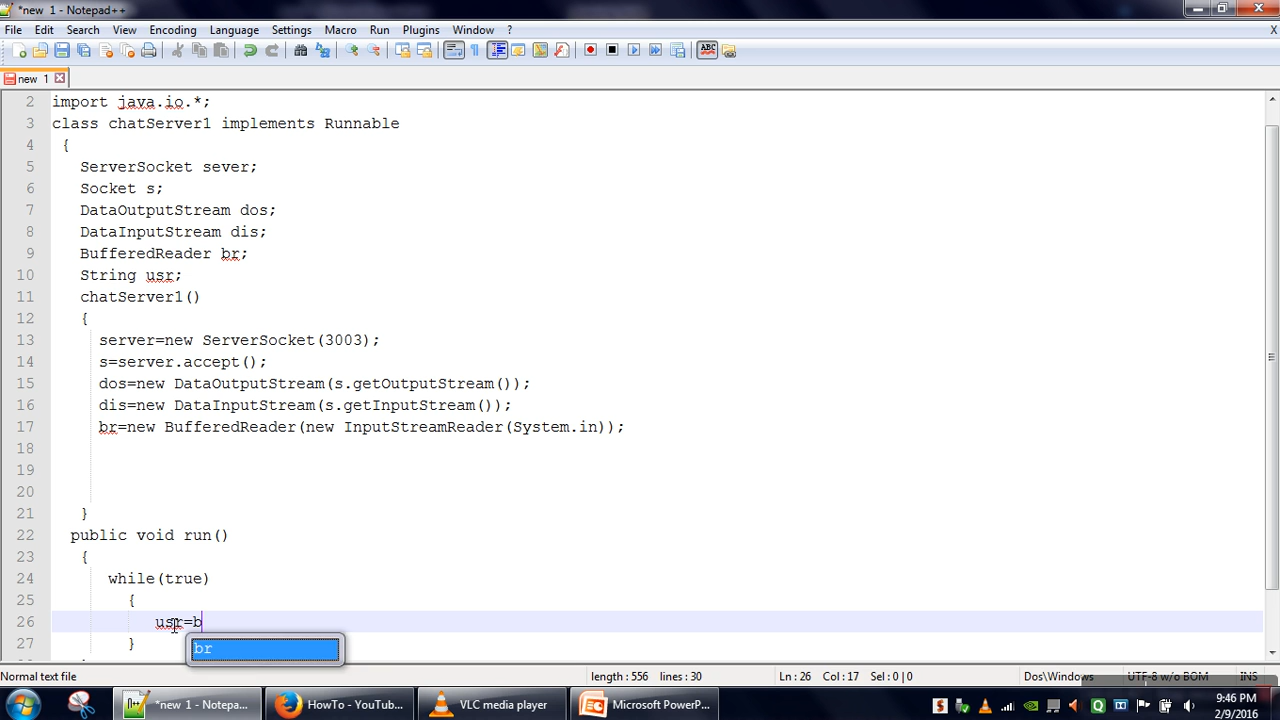 *new 1 - Notepad++
File Edit Search View Encoding Language Settings Macro Run Plugins Window ? X
ABC
new 1
2 import java.io.*;
3 class chatServer1 implements Runnable
4 {
5 ServerSocket sever;
6 Socket s;
7 DataOutputStream dos;
8 DataInputStream dis;
9 BufferedReader br;
10 String usr;
11 chatServer1()
12 {
13 server=new ServerSocket(3003);
14 s=server.accept();
15 dos=new DataOutputStream(s.getOutputStream());
16 dis=new DataInputStream(s.getInputStream());
17 br=new BufferedReader(new InputStreamReader(System.in));
18
19
20
21 }
22 public void run()
23 {
24 while(true)
25 {
26 usr=b
27 }
br
Normal text file length : 556 lines : 30 Ln : 26 Col : 17 Sel : 0 | 0 Dos\Windows UTF-8 w/o BOM INS
*new 1 - Notepa... HowTo - YouTub... VLC media player Microsoft PowerP...
9:46 PM
2/9/2016